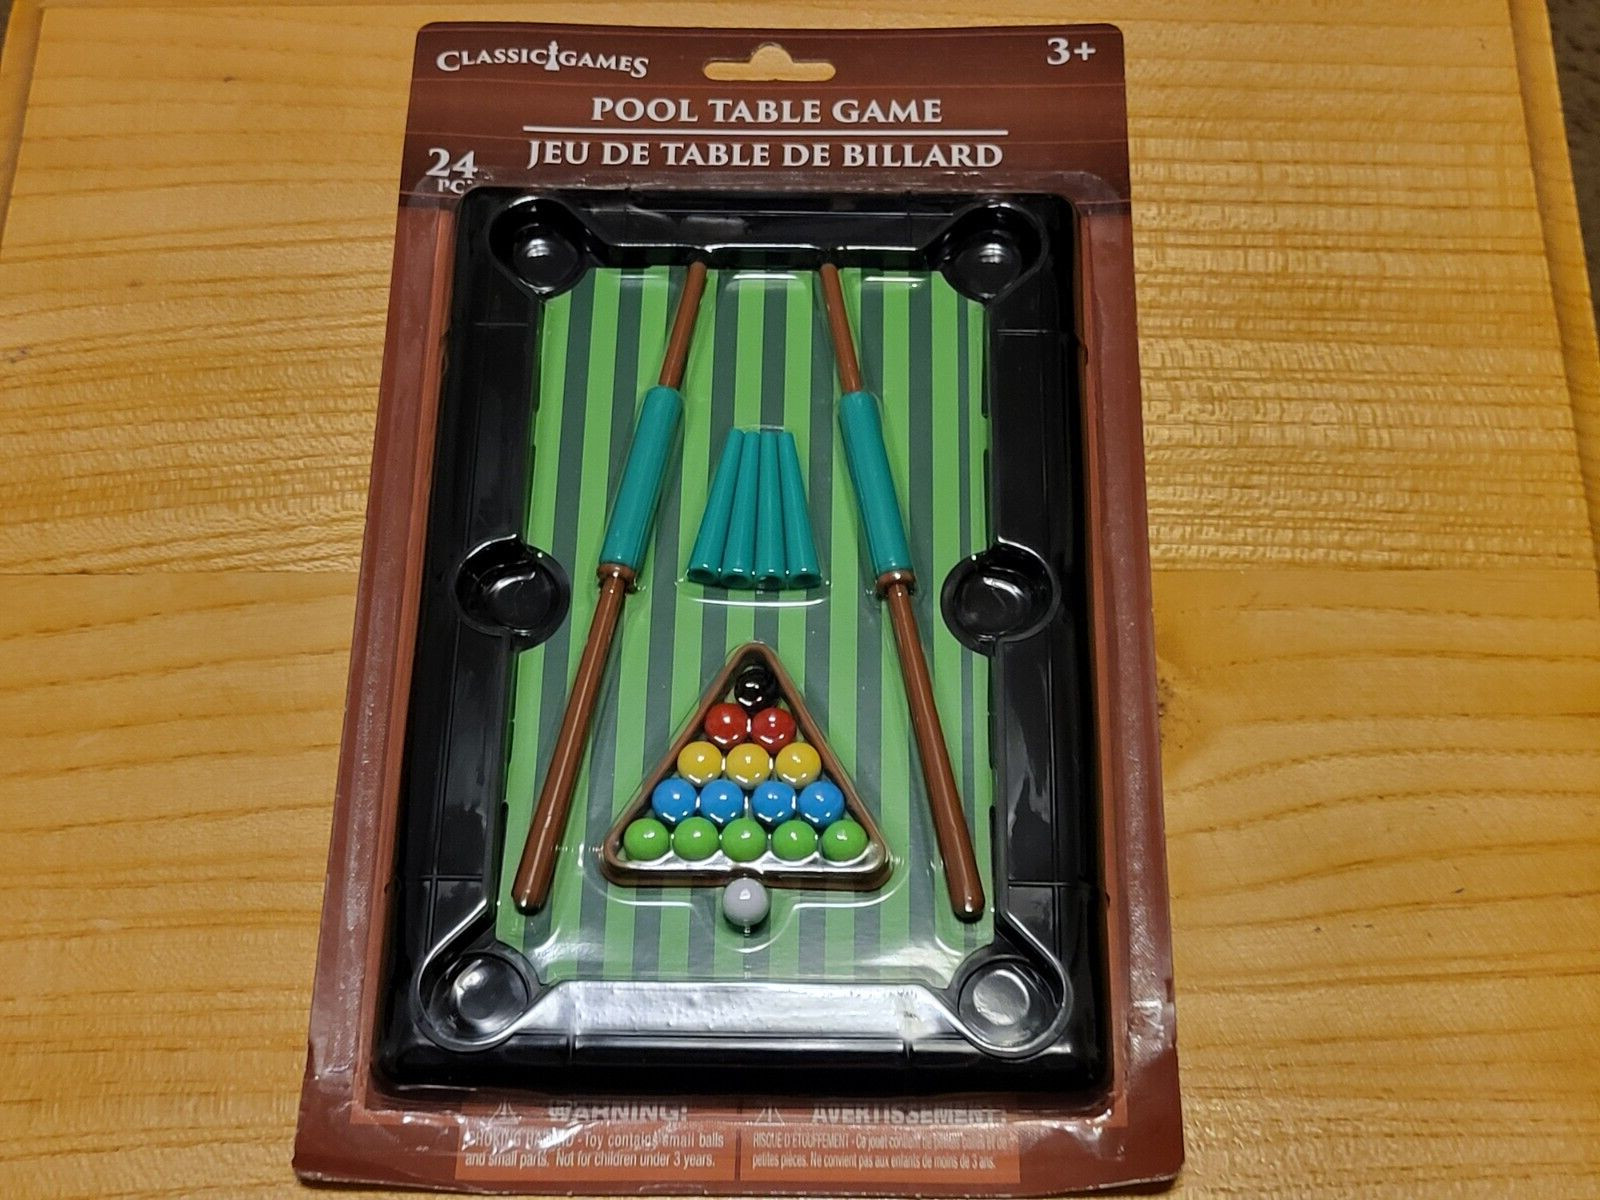 CLASSIC GAMES
3+
POOL TABLE GAME
JEU DE TABLE DE BILLARD
24
PC
WARNING:
CHOKING HAZARD - Toy contains small balls
and small parts. Not for children under 3 years.
AVERTISSEMENT:
RISQUE D'ÉTOUFFEMENT - Ce jouet contient de et de
petites pièces. Ne convient pas aux enfants de moins de 3 ans.